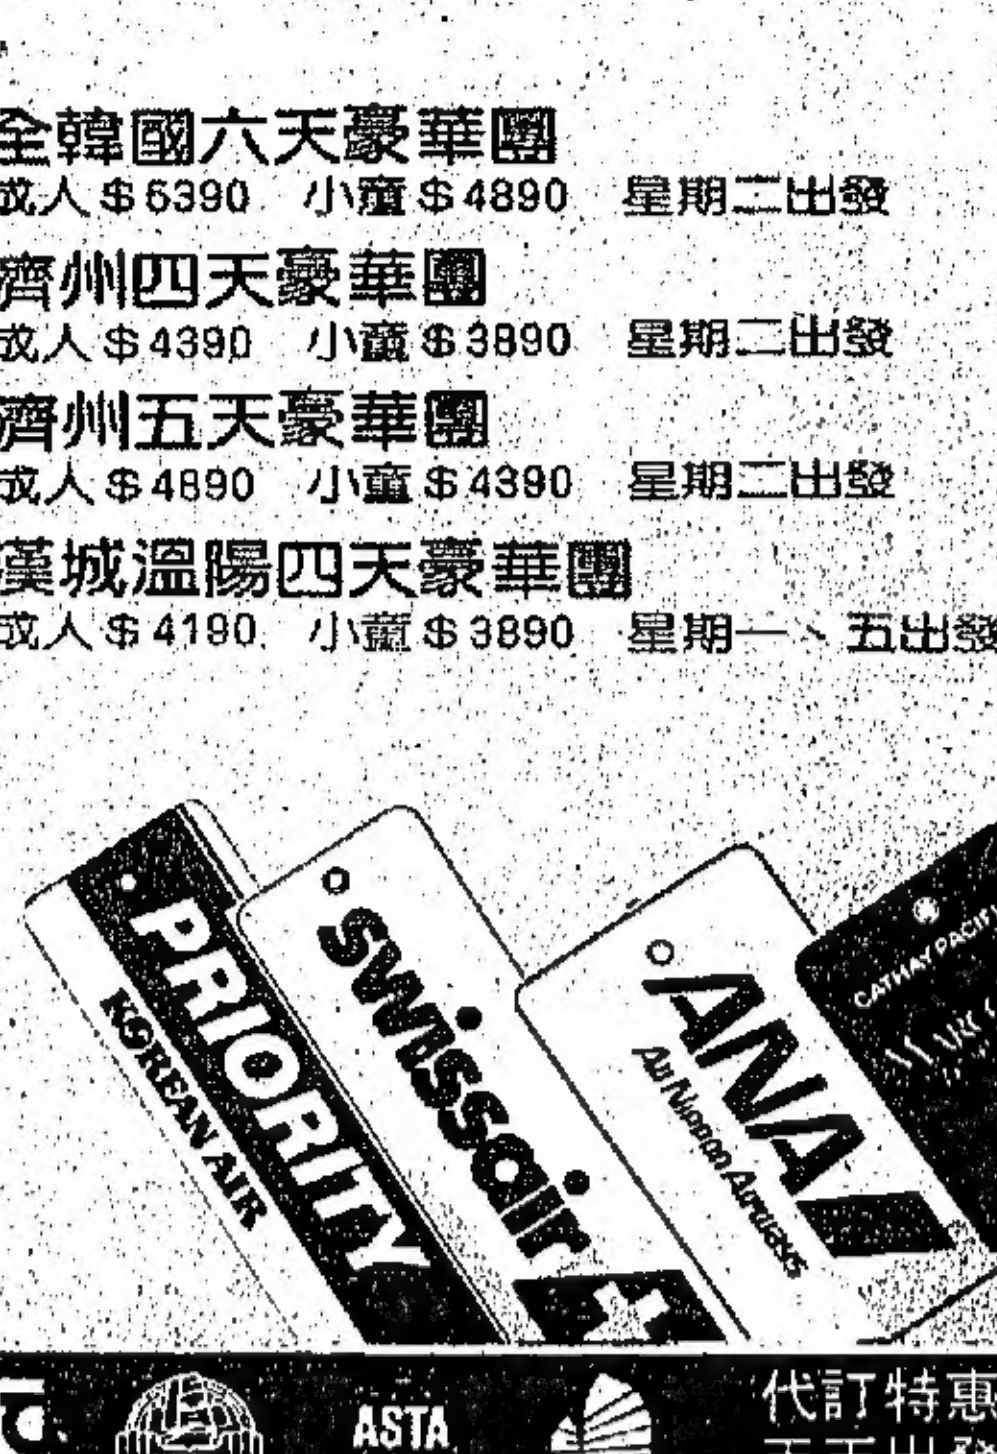 全韓國六天豪華團
成人$5390 小童$4890 星期二出發
濟州四天豪華團
成人$4390 小童$3890 星期二出發
濟州五天豪華團
成人$4890 小童$4390 星期二出發
漢城溫陽四天豪華團
成人$4190 小童$3890 星期一、五出發
PRIORITY
KOREAN AIR
swissair
ANA
All Nippon Airways
CATHAY PACIFI
ASTA
代訂特惠